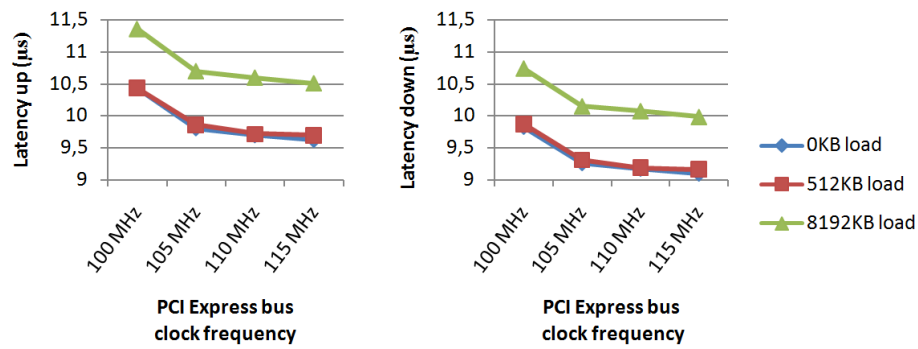 Latency up (µs)
11,5
11
10,5
10
9,5
9
100 MHz
105 MHz
110 MHz
115 MHz
PCI Express bus
clock frequency
Latency down (µs)
11,5
11
10,5
10
9,5
9
100 MHz
105 MHz
110 MHz
115 MHz
PCI Express bus
clock frequency
0KB load
512KB load
8192KB load